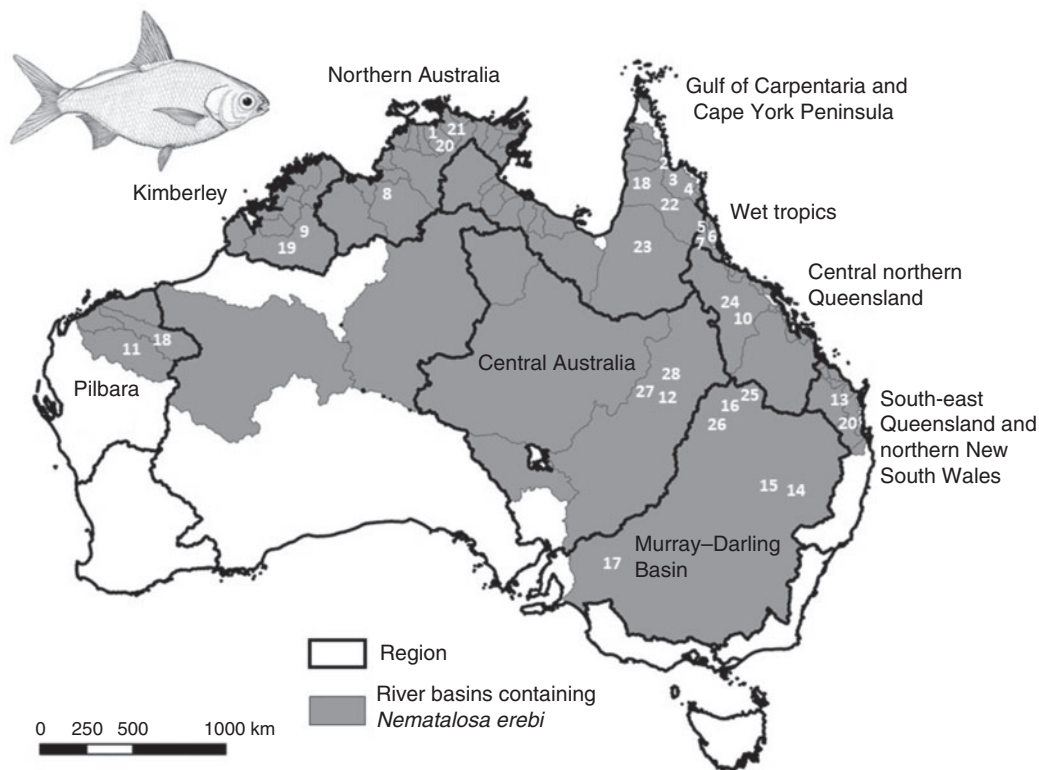 Northern Australia
Gulf of Carpentaria and
Cape York Peninsula
Kimberley
Wet tropics
Central northern
Queensland
Central Australia
Pilbara
South-east
Queensland and
northern New
South Wales
Murray–Darling
Basin
1
21
20
8
9
19
2
3
18
4
22
5
6
7
23
24
10
11
18
28
27
12
25
16
26
13
20
15
14
17
Region
River basins containing
Nematalosa erebi
0 250 500 1000 km